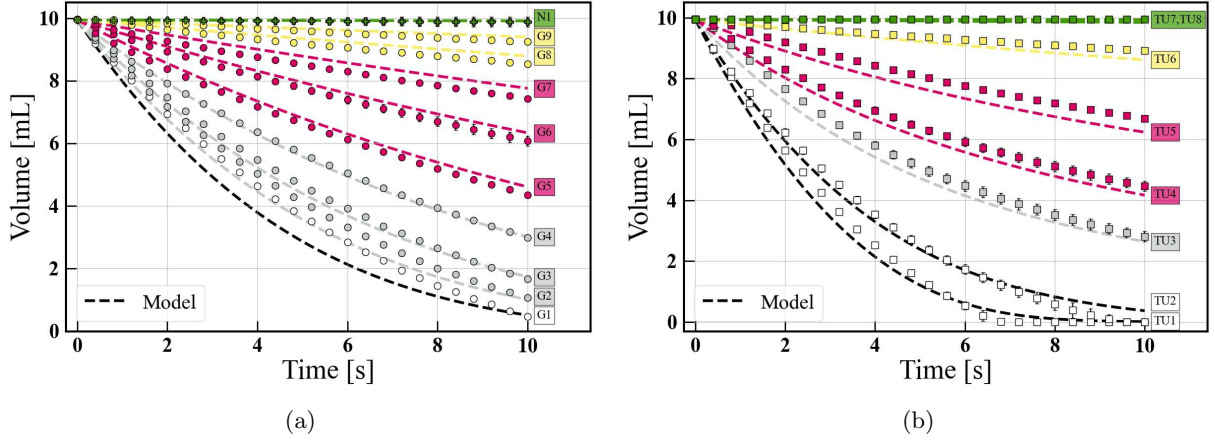 10
8
6
4
2
0
Volume [mL]
N1
G9
G8
G7
G6
G5
G4
G3
G2
G1
Model
0 2 4 6 8 10
Time [s]
(a)
10
8
6
4
2
0
Volume [mL]
TU7,TU8
TU6
TU5
TU4
TU3
TU2
TU1
Model
0 2 4 6 8 10
Time [s]
(b)